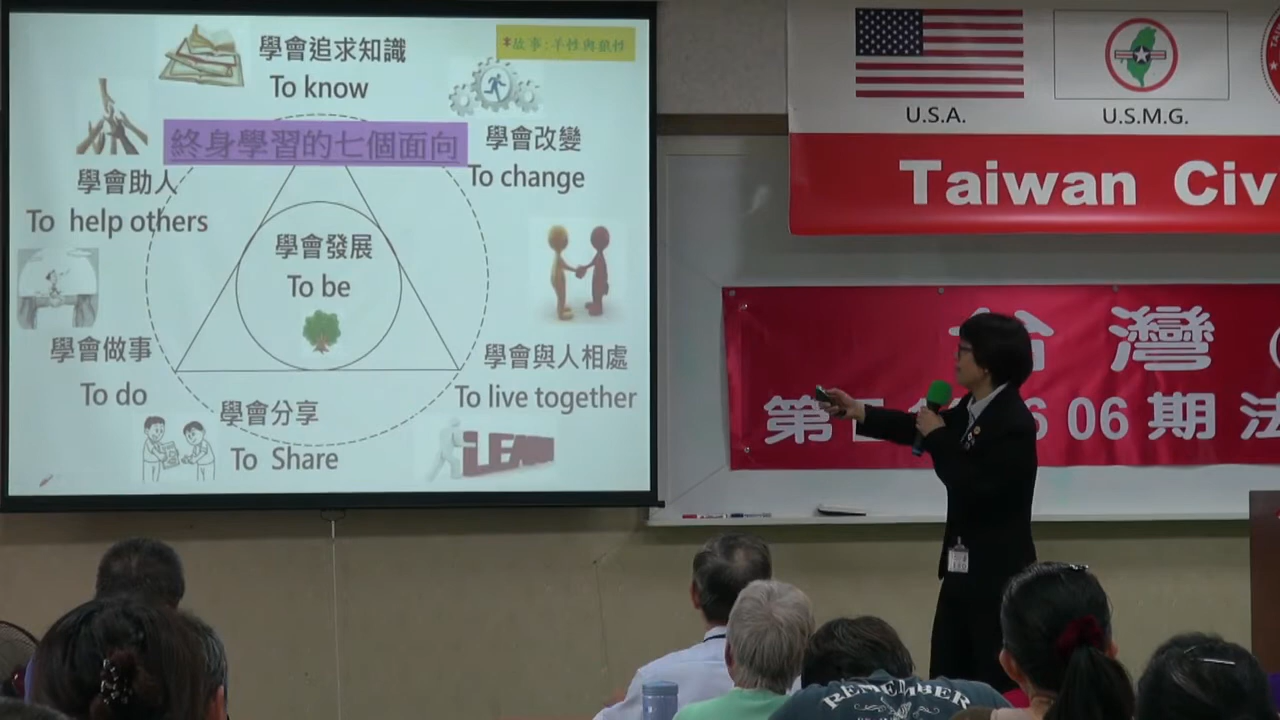 *故事:羊性與狼性
學會追求知識
To know
終身學習的七個面向
學會改變
To change
學會助人
To help others
學會發展
To be
學會做事
To do
學會與人相處
To live together
學會分享
To Share
LEAD
U.S.A.
U.S.M.G.
Taiwan Civ
台灣
06 期 法
REMEMBER